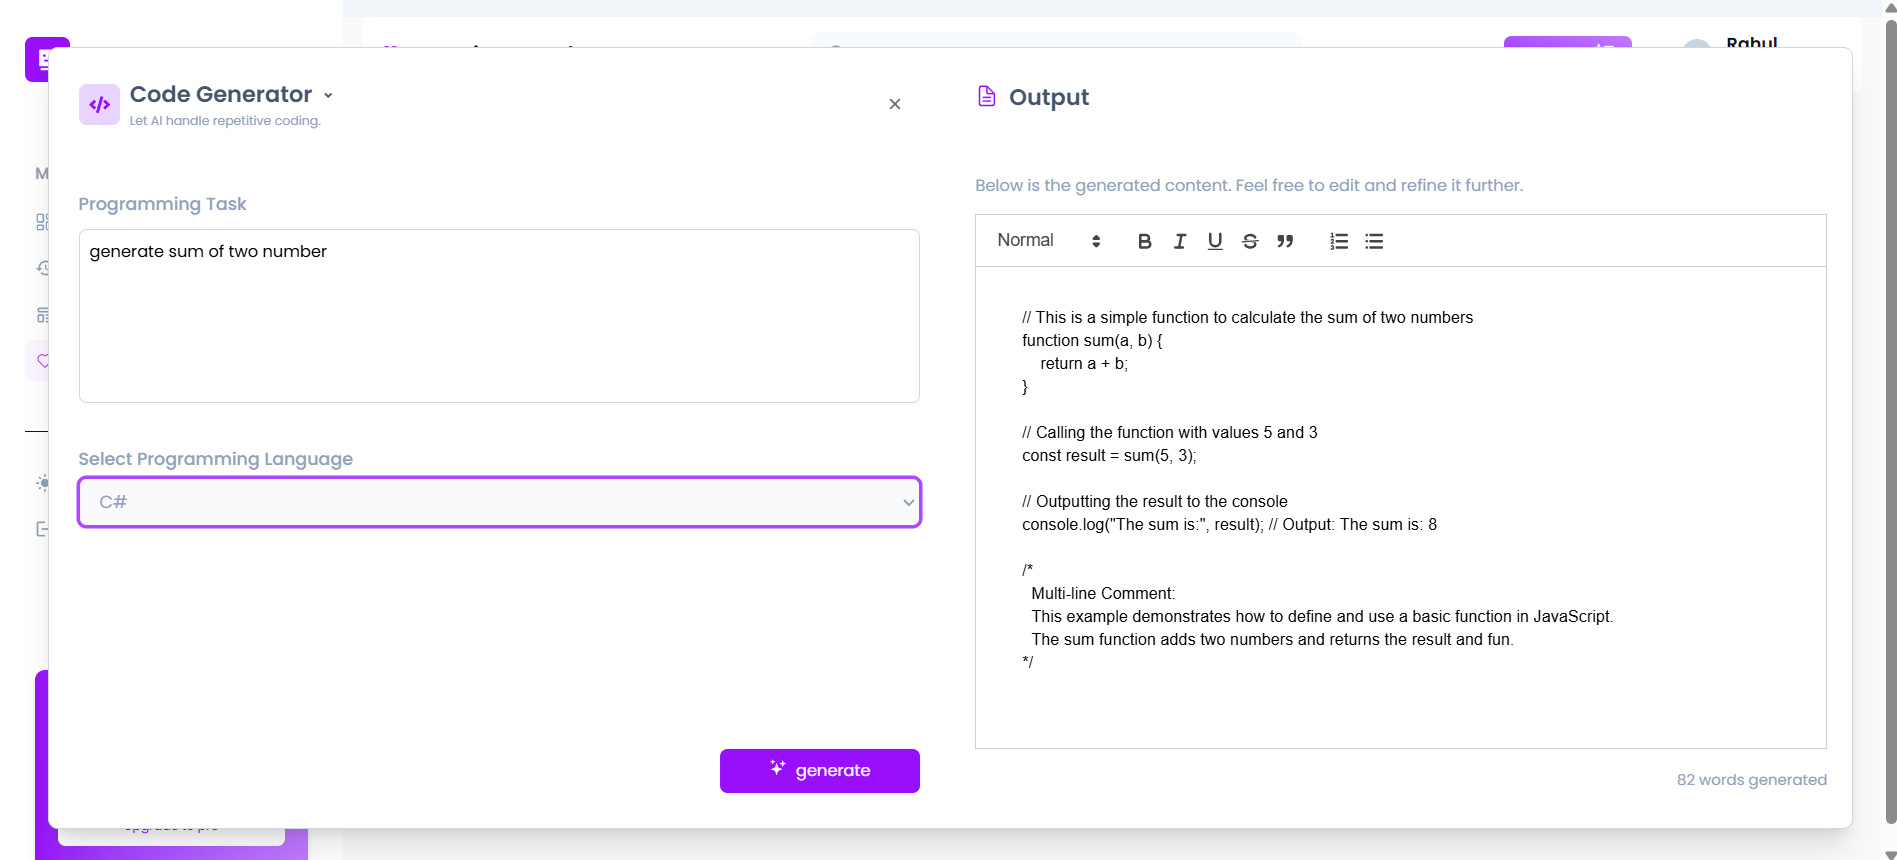 Rahul
Code Generator
Let AI handle repetitive coding.
Output
M
Programming Task
generate sum of two number
Select Programming Language
C#
generate
Below is the generated content. Feel free to edit and refine it further.
Normal
// This is a simple function to calculate the sum of two numbers
function sum(a, b) {
return a + b;
}
// Calling the function with values 5 and 3
const result = sum(5, 3);
// Outputting the result to the console
console.log("The sum is:", result); // Output: The sum is: 8
/*
Multi-line Comment:
This example demonstrates how to define and use a basic function in JavaScript.
The sum function adds two numbers and returns the result and fun.
*/
82 words generated